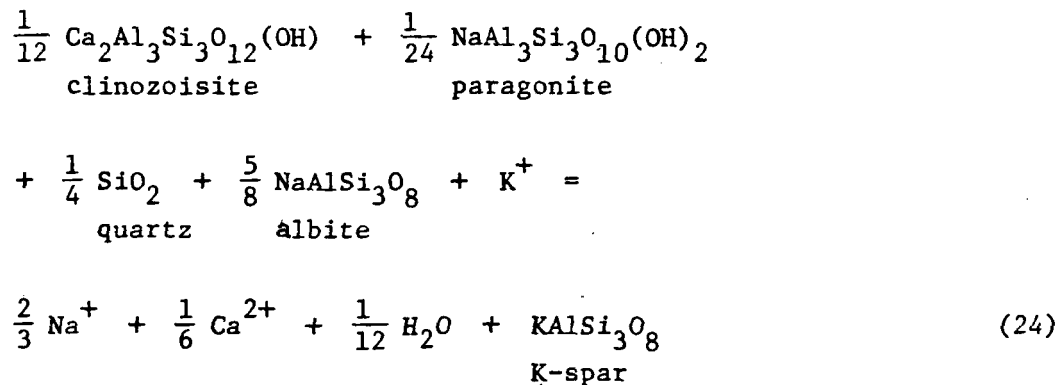 1/12 Ca₂Al₃Si₃O₁₂(OH) + 1/24 NaAl₃Si₃O₁₀(OH)₂
clinozoisite paragonite
+ 1/4 SiO₂ + 5/8 NaAlSi₃O₈ + K⁺ =
quartz albite
2/3 Na⁺ + 1/6 Ca²⁺ + 1/12 H₂O + KAlSi₃O₈ (24)
K-spar